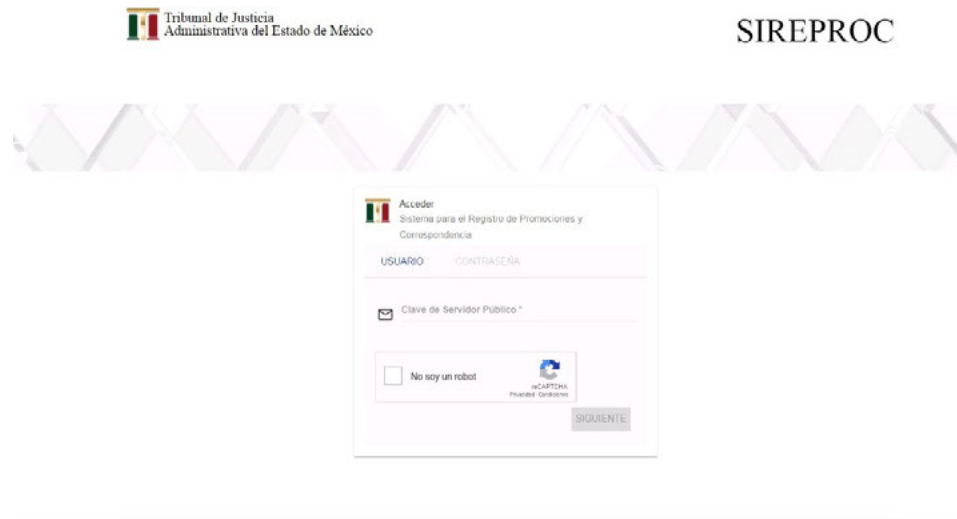 Tribunal de Justicia
Administrativa del Estado de México
SIREPROC
Acceder
Sistema para el Registro de Promociones y
Correspondencia
USUARIO CONTRASEÑA
Clave de Servidor Público *
No soy un robot
reCAPTCHA
Privacidad Condiciones
SIGUIENTE